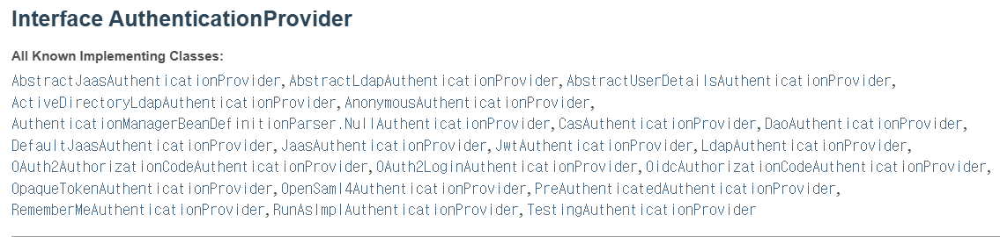 Interface AuthenticationProvider
All Known Implementing Classes:
AbstractJaasAuthenticationProvider, AbstractLdapAuthenticationProvider, AbstractUserDetailsAuthenticationProvider,
ActiveDirectoryLdapAuthenticationProvider, AnonymousAuthenticationProvider,
AuthenticationManagerBeanDefinitionParser.NullAuthenticationProvider, CasAuthenticationProvider, DaoAuthenticationProvider,
DefaultJaasAuthenticationProvider, JaasAuthenticationProvider, JwtAuthenticationProvider, LdapAuthenticationProvider,
OAuth2AuthorizationCodeAuthenticationProvider, OAuth2LoginAuthenticationProvider, OidcAuthorizationCodeAuthenticationProvider,
OpaqueTokenAuthenticationProvider, OpenSaml4AuthenticationProvider, PreAuthenticatedAuthenticationProvider,
RememberMeAuthenticationProvider, RunAsImplAuthenticationProvider, TestingAuthenticationProvider